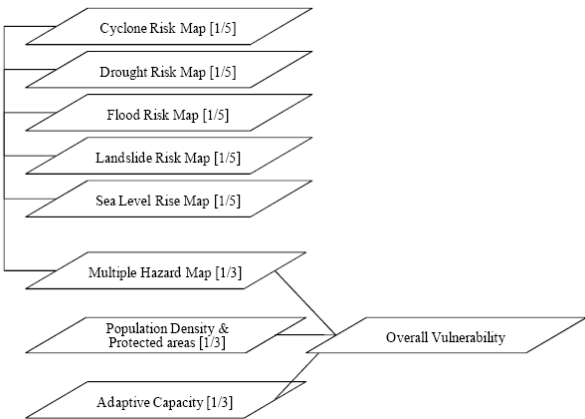 Cyclone Risk Map [1/5]
Drought Risk Map [1/5]
Flood Risk Map [1/5]
Landslide Risk Map [1/5]
Sea Level Rise Map [1/5]
Multiple Hazard Map [1/3]
Population Density &
Protected areas [1/3]
Overall Vulnerability
Adaptive Capacity [1/3]